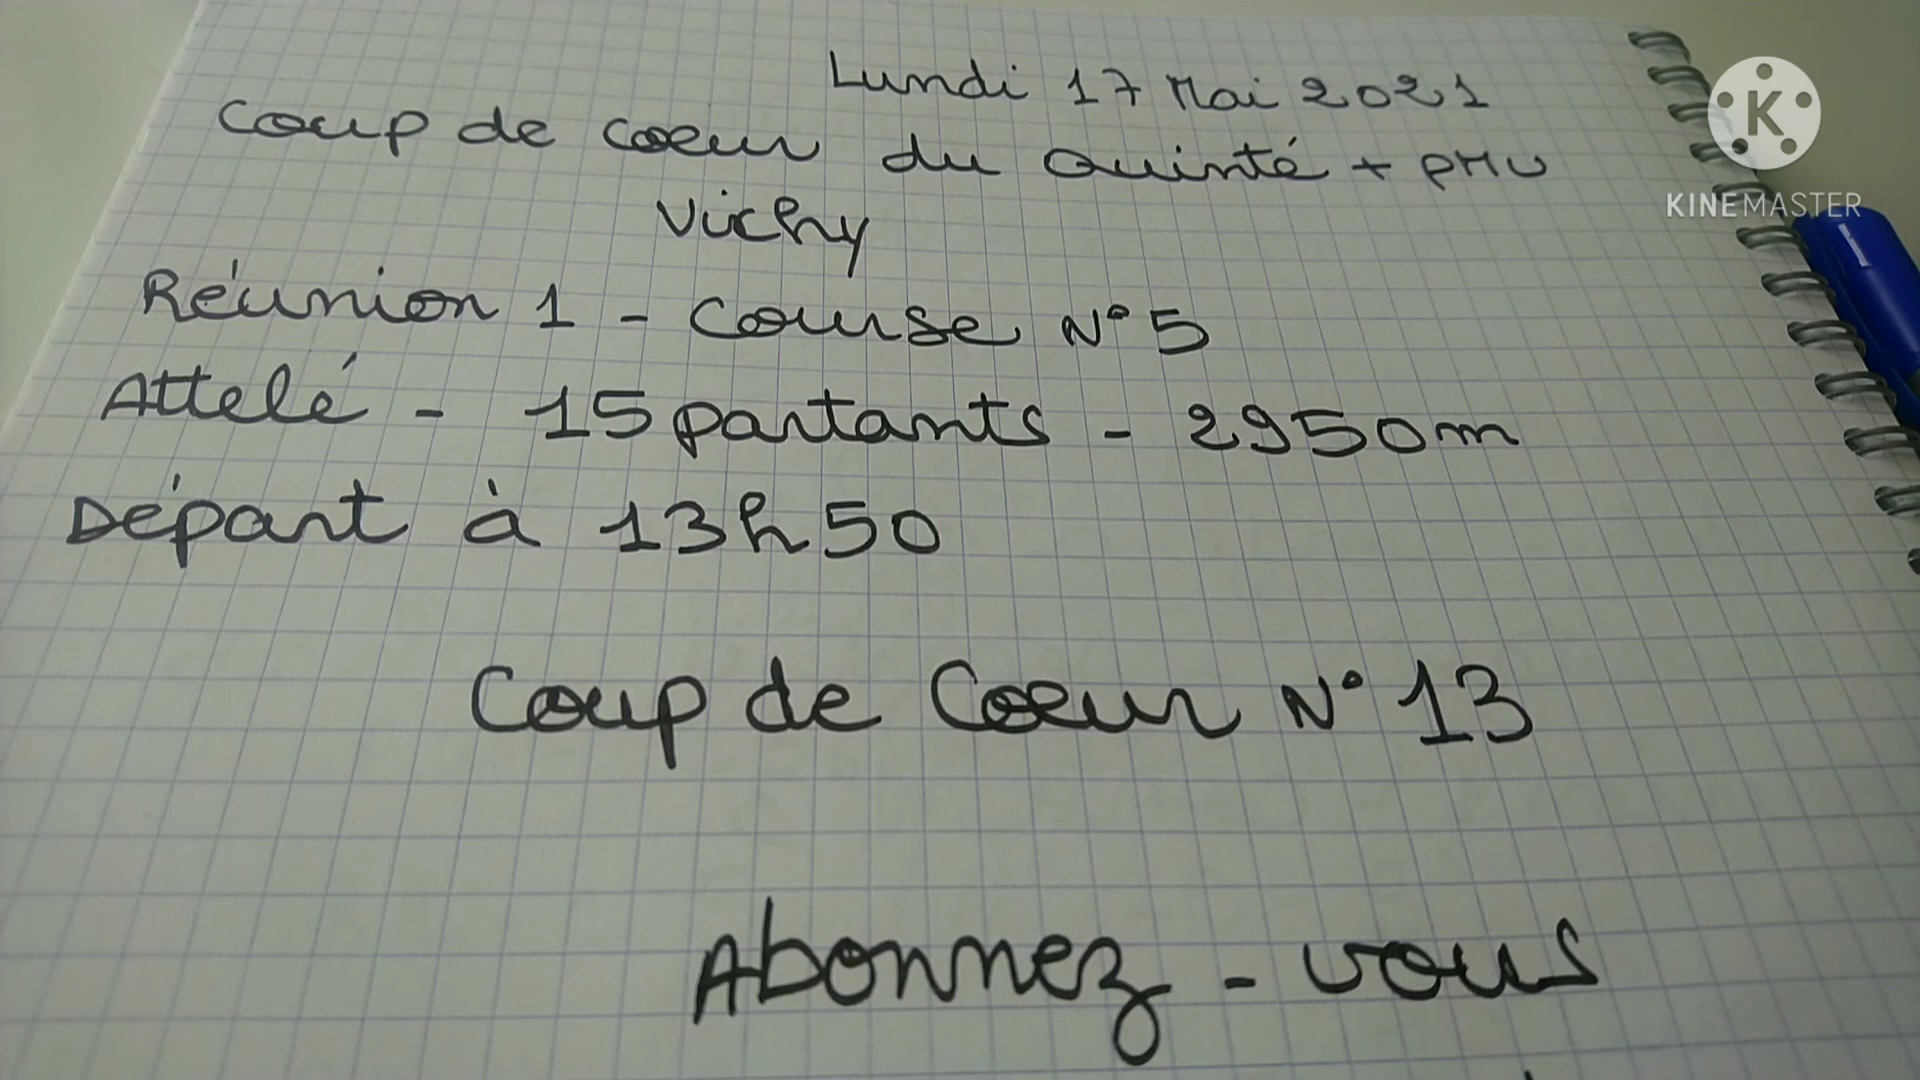 Lundi 17 Mai 2021
Coup de coeur du Quinté + PMU
Vichy
Réunion 1 - Course N°5
Attelé - 15 partants - 2950m
Départ à 13h50
Coup de Coeur N° 13
Abonnez - vous
K
KINEMASTER